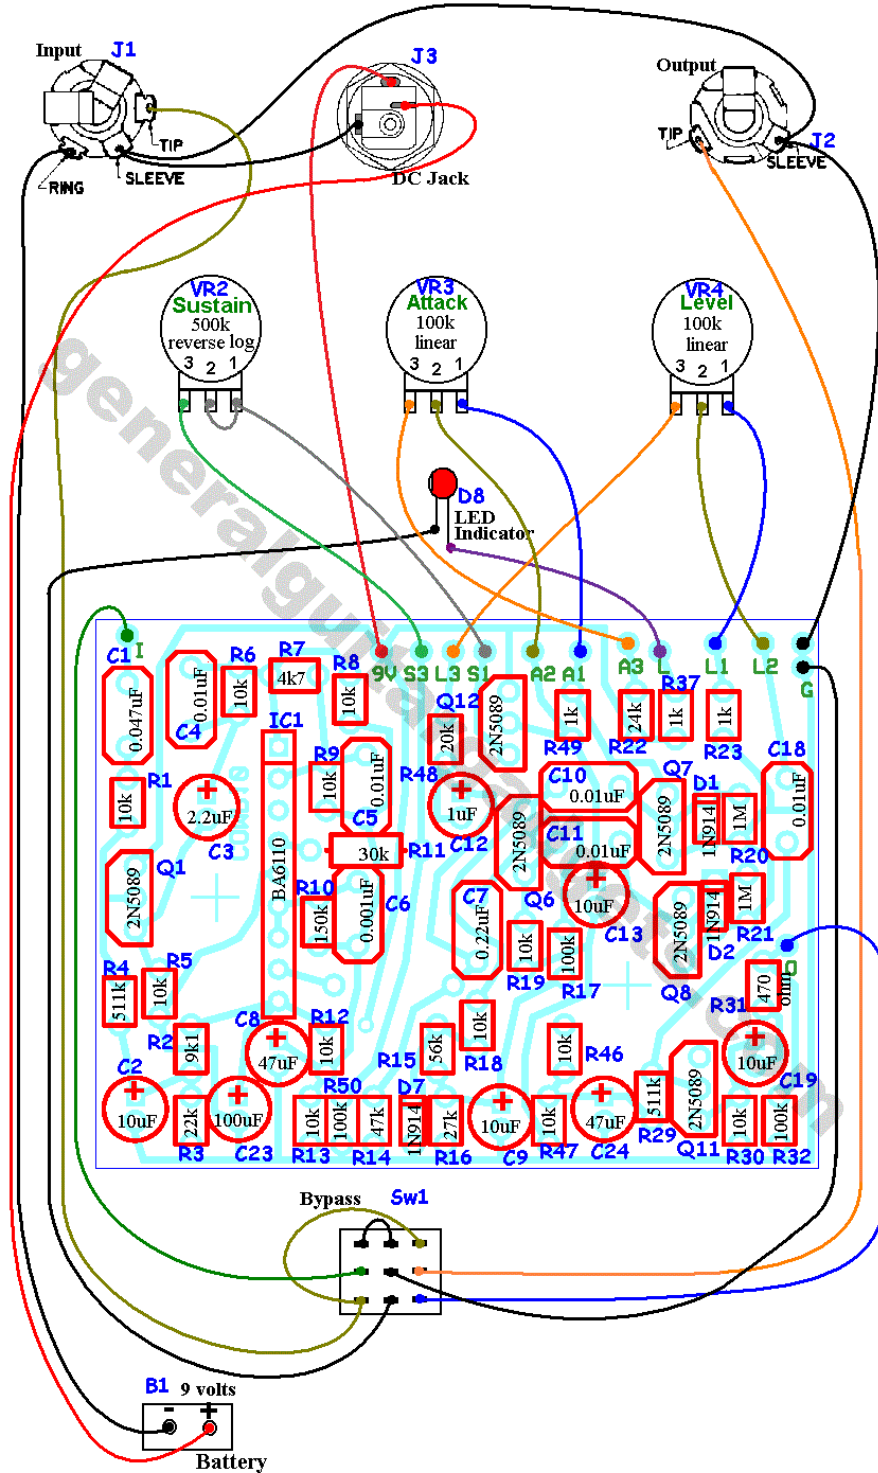 Input
J1
TIP
SLEEVE
RING
J3
DC Jack
Output
J2
TIP
SLEEVE
VR2
Sustain
500k
reverse log
3 2 1
VR3
Attack
100k
linear
3 2 1
VR4
Level
100k
linear
3 2 1
generalguitargadgets.com
D8
LED
Indicator
I
9V S3 L3 S1 A2 A1 A3 L L1 L2 G
C1
0.047uF
C4
0.01uF
R6
10k
R7
4k7
R8
10k
Q12
2N5089
R49
1k
R22
24k
R37
1k
R23
1k
C18
0.01uF
IC1
BA6110
R9
10k
C5
0.01uF
R48
20k
C12
1uF
C10
0.01uF
C11
0.01uF
Q7
2N5089
D1
1N914
R20
1M
R1
10k
C3
2.2uF
R11
30k
Q1
2N5089
R10
150k
C6
0.001uF
C7
0.22uF
Q6
2N5089
C13
10uF
Q8
2N5089
D2
1N914
R21
1M
O
R4
511k
R5
10k
R19
10k
R17
100k
R31
470
ohm
R2
9k1
C8
47uF
R12
10k
R15
56k
R18
10k
R46
10k
C19
10uF
C2
10uF
R3
22k
C23
100uF
R13
10k
R50
100k
R14
47k
D7
1N914
R16
27k
C9
10uF
R47
10k
C24
47uF
R29
511k
Q11
2N5089
R30
10k
R32
100k
Bypass
Sw1
B1
9 volts
- +
Battery